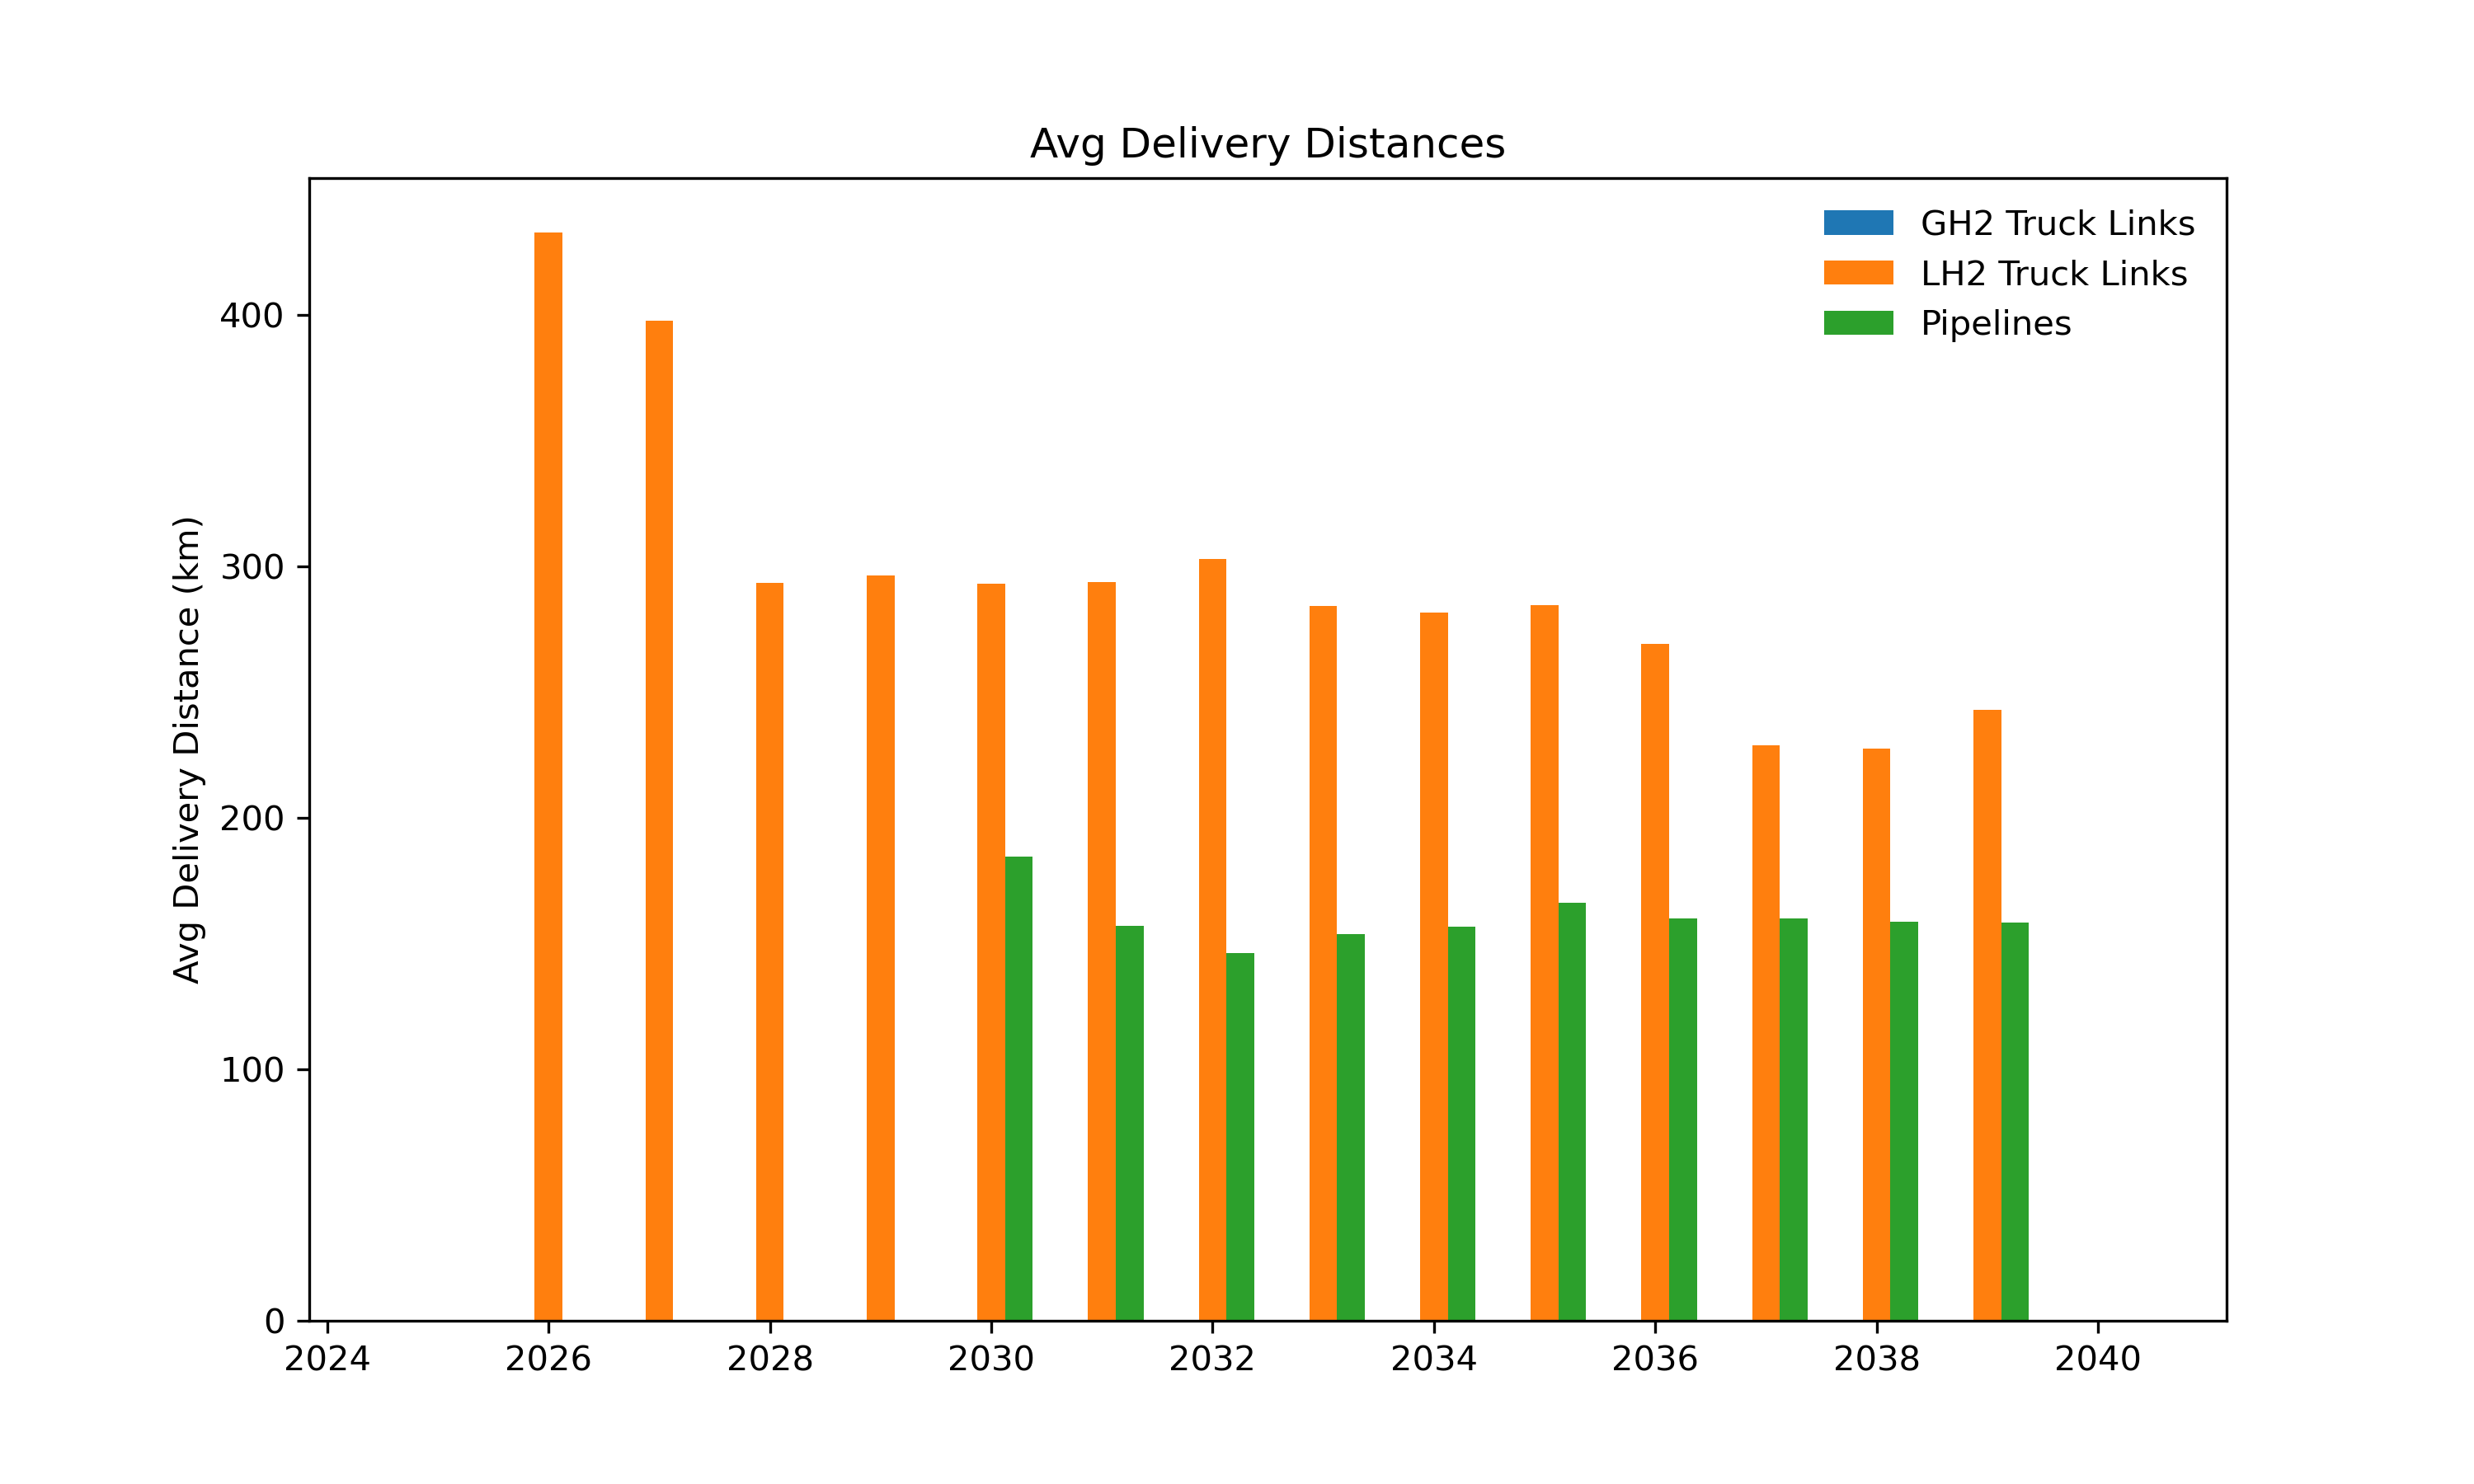 Avg Delivery Distances
GH2 Truck Links
LH2 Truck Links
Pipelines
Avg Delivery Distance (km)
400
300
200
100
0
2024 2026 2028 2030 2032 2034 2036 2038 2040